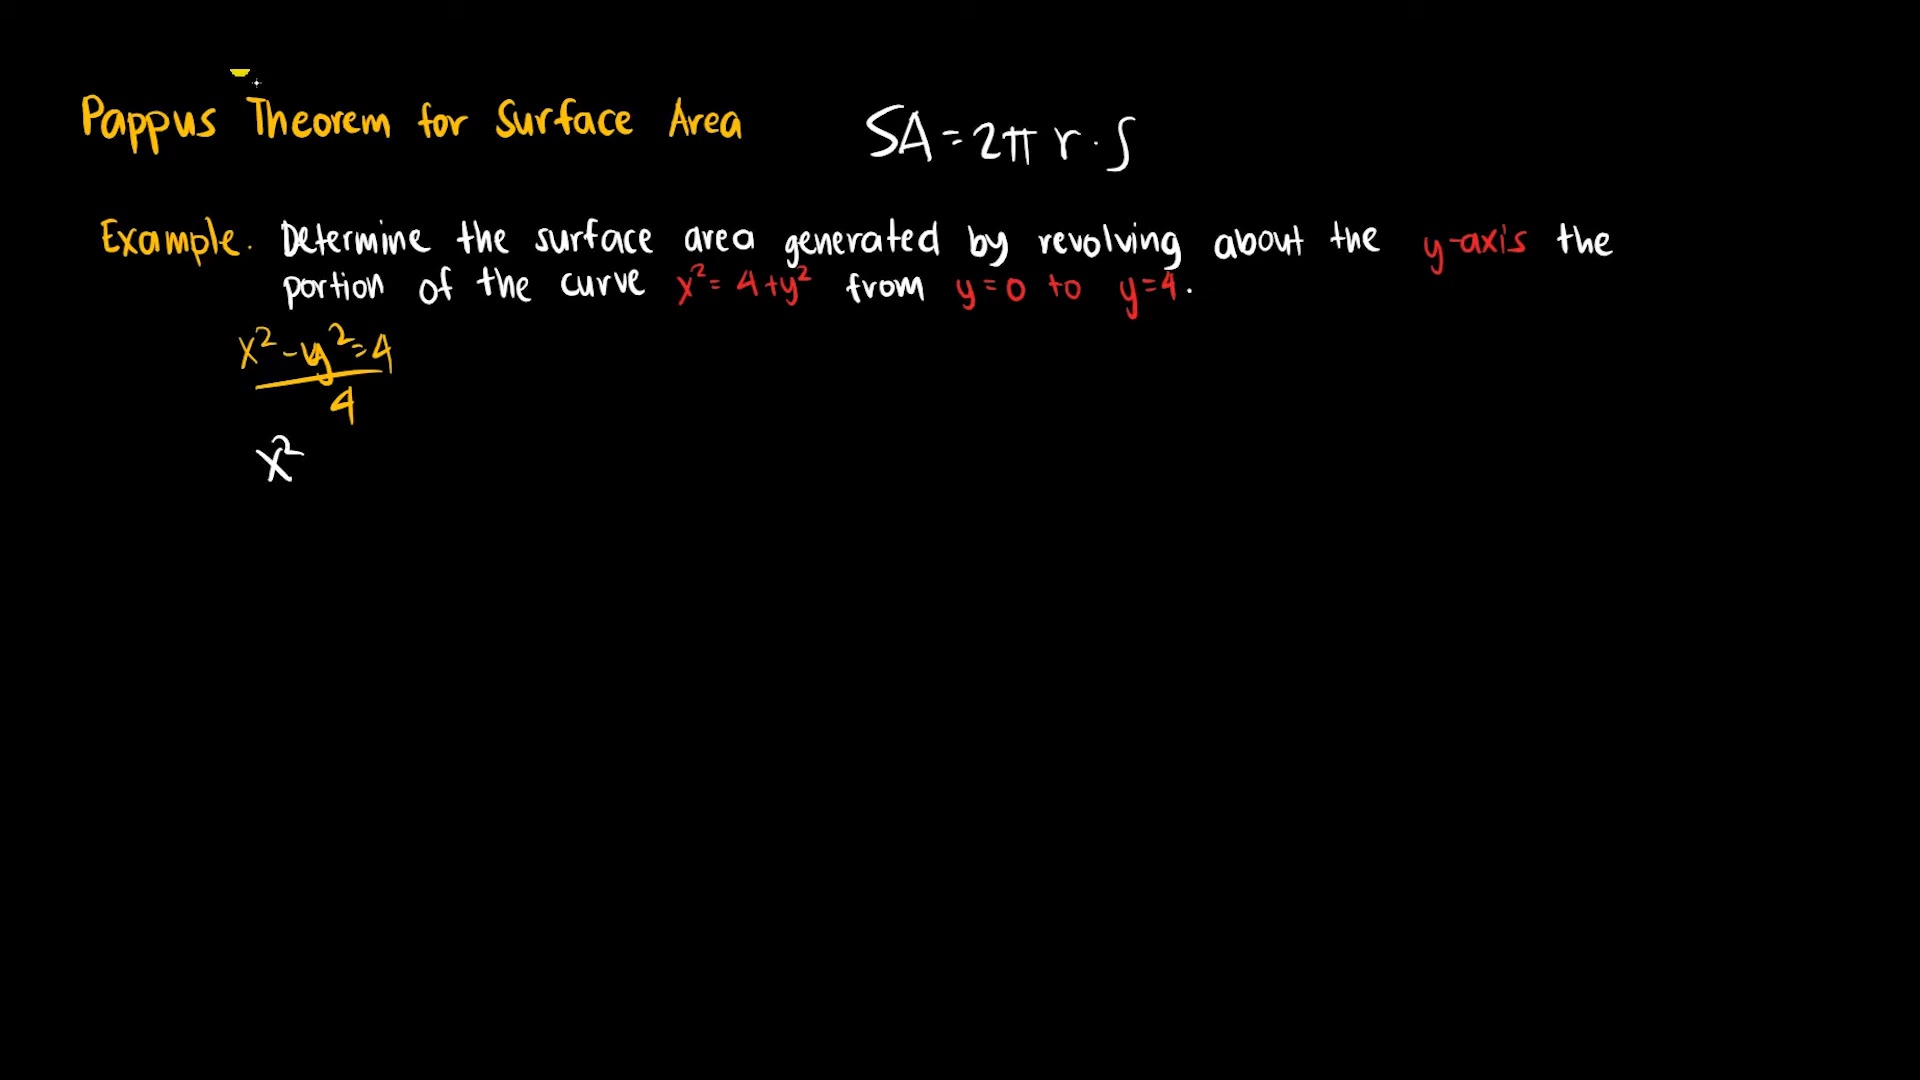 Pappus Theorem for Surface Area SA = 2π r · S
Example. Determine the surface area generated by revolving about the y-axis the
portion of the curve x² = 4+y² from y=0 to y=4.
x² - y² = 4
4
x²